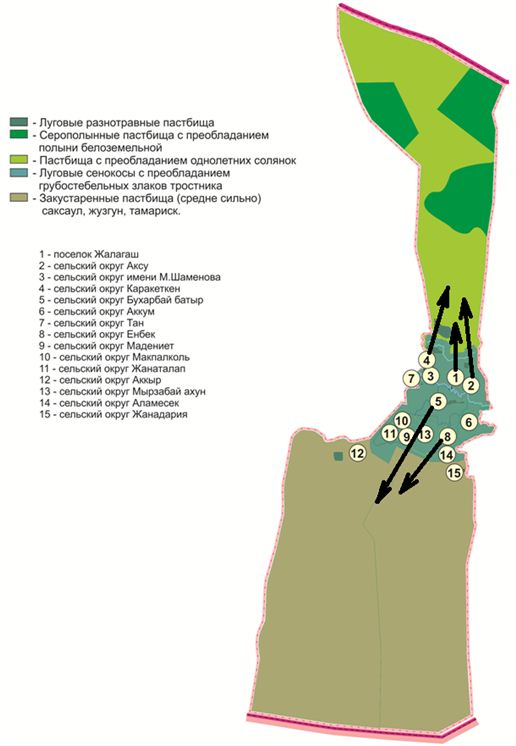 - Луговые разнотравные пастбища
- Серополынные пастбища с преобладанием
полыни белоземельной
- Пастбища с преобладанием однолетних солянок
- Луговые сенокосы с преобладанием
грубостебельных злаков тростника
- Закустаренные пастбища (средне сильно)
саксаул, жузгун, тамариск.
1 - поселок Жалагаш
2 - сельский округ Аксу
3 - сельский округ имени М.Шаменова
4 - сельский округ Каракеткен
5 - сельский округ Бухарбай батыр
6 - сельский округ Аккум
7 - сельский округ Тан
8 - сельский округ Енбек
9 - сельский округ Мадениет
10 - сельский округ Макпалколь
11 - сельский округ Жанаталап
12 - сельский округ Аккыр
13 - сельский округ Мырзабай ахун
14 - сельский округ Аламесек
15 - сельский округ Жанадария
4
7
3
1
2
5
10
6
11
9
13
8
12
14
15